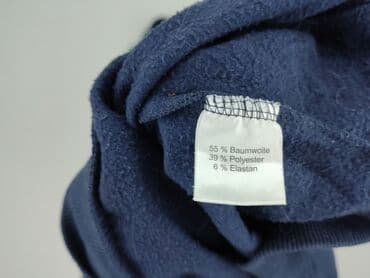 55 % Baumwolle
39 % Polyester
6 % Elastan